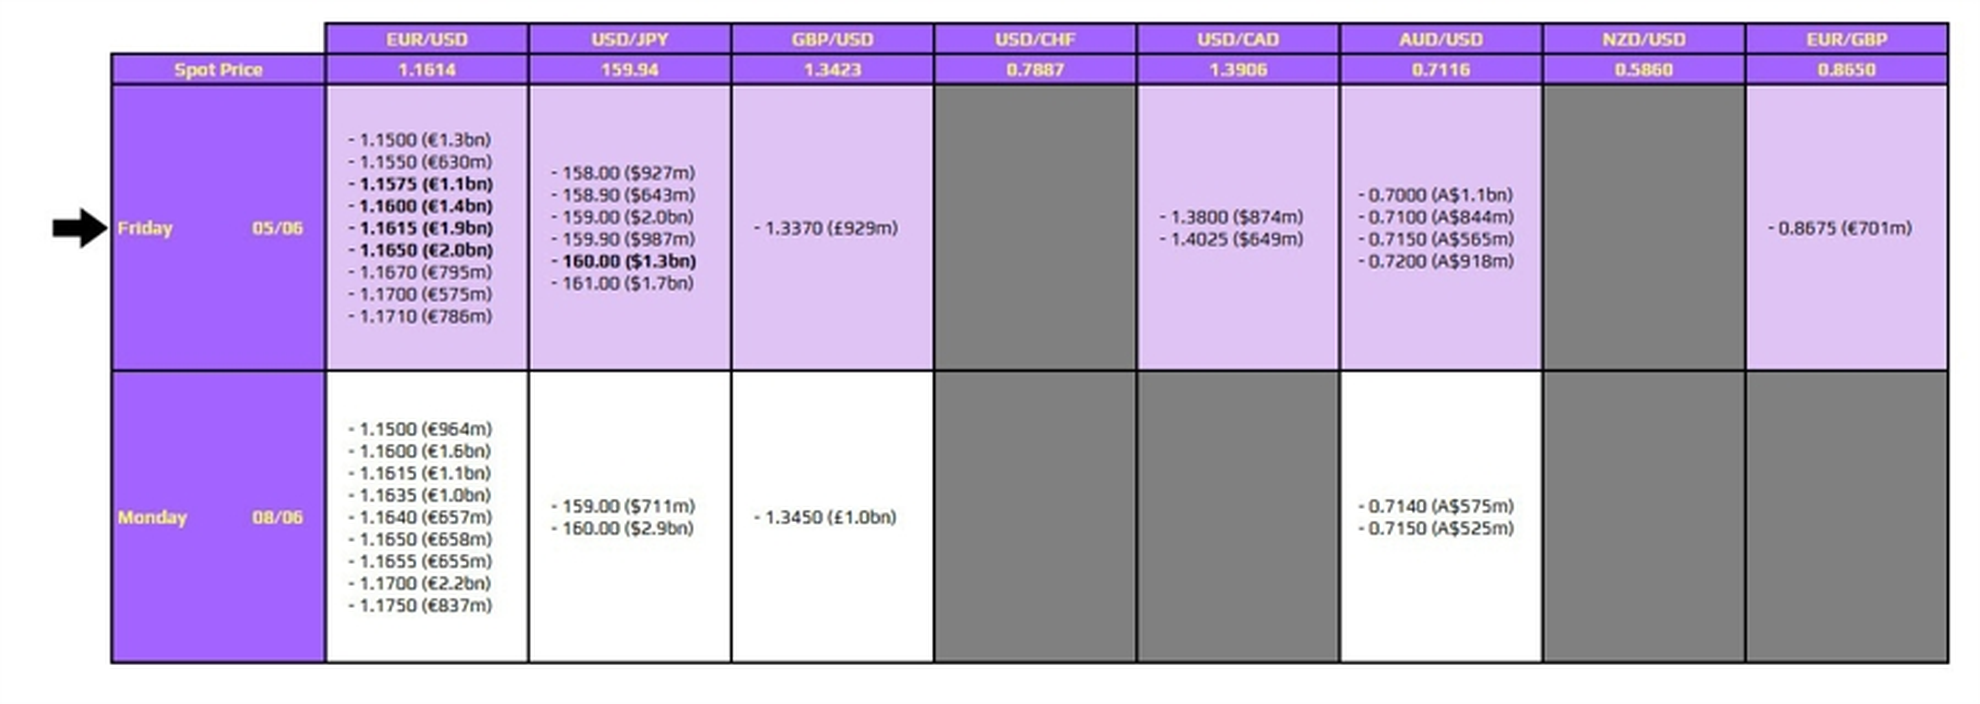 EUR/USD USD/JPY GBP/USD USD/CHF USD/CAD AUD/USD NZD/USD EUR/GBP
Spot Price 1.1614 159.94 1.3423 0.7887 1.3906 0.7116 0.5860 0.8650
Friday 05/06
- 1.1500 (€1.3bn)
- 1.1550 (€630m)
- 1.1575 (€1.1bn)
- 1.1600 (€1.4bn)
- 1.1615 (€1.9bn)
- 1.1650 (€2.0bn)
- 1.1670 (€795m)
- 1.1700 (€575m)
- 1.1710 (€786m)
- 158.00 ($927m)
- 158.90 ($643m)
- 159.00 ($2.0bn)
- 159.90 ($987m)
- 160.00 ($1.3bn)
- 161.00 ($1.7bn)
- 1.3370 (£929m)
- 1.3800 ($874m)
- 1.4025 ($649m)
- 0.7000 (A$1.1bn)
- 0.7100 (A$844m)
- 0.7150 (A$565m)
- 0.7200 (A$918m)
- 0.8675 (€701m)
Monday 08/06
- 1.1500 (€964m)
- 1.1600 (€1.6bn)
- 1.1615 (€1.1bn)
- 1.1635 (€1.0bn)
- 1.1640 (€657m)
- 1.1650 (€658m)
- 1.1655 (€655m)
- 1.1700 (€2.2bn)
- 1.1750 (€837m)
- 159.00 ($711m)
- 160.00 ($2.9bn)
- 1.3450 (£1.0bn)
- 0.7140 (A$575m)
- 0.7150 (A$525m)